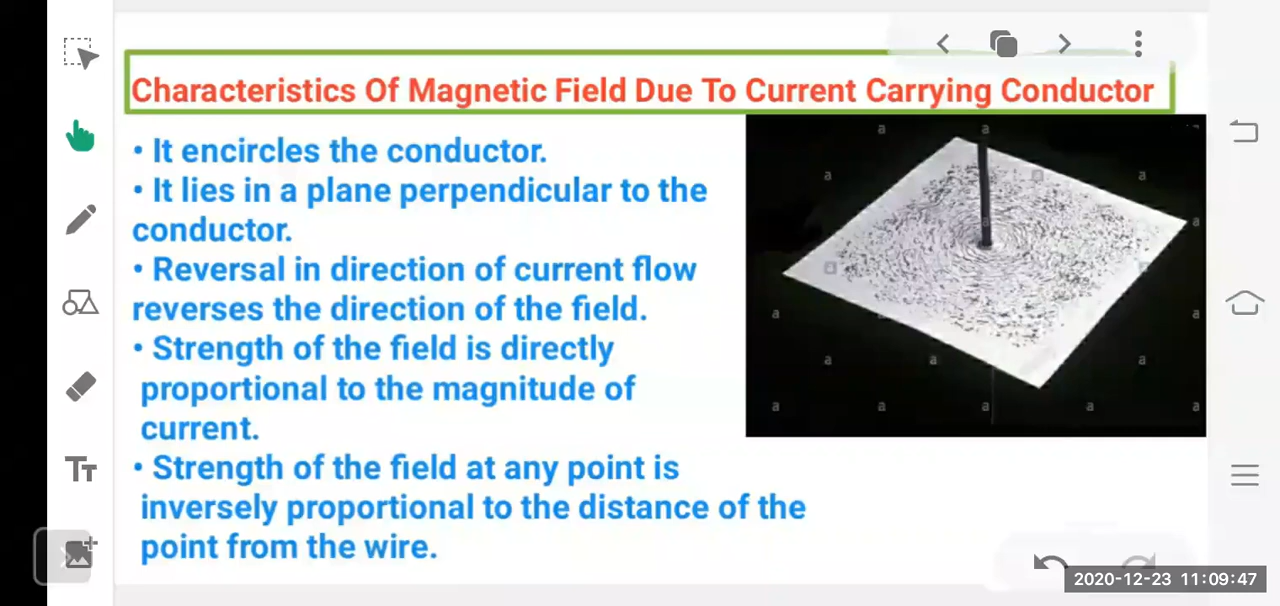 Characteristics Of Magnetic Field Due To Current Carrying Conductor
• It encircles the conductor.
• It lies in a plane perpendicular to the
conductor.
• Reversal in direction of current flow
reverses the direction of the field.
• Strength of the field is directly
proportional to the magnitude of
current.
• Strength of the field at any point is
inversely proportional to the distance of the
point from the wire.
a a
a a a
a
a a
a a
a a a
a a a a a
TT
2020-12-23 11:09:47